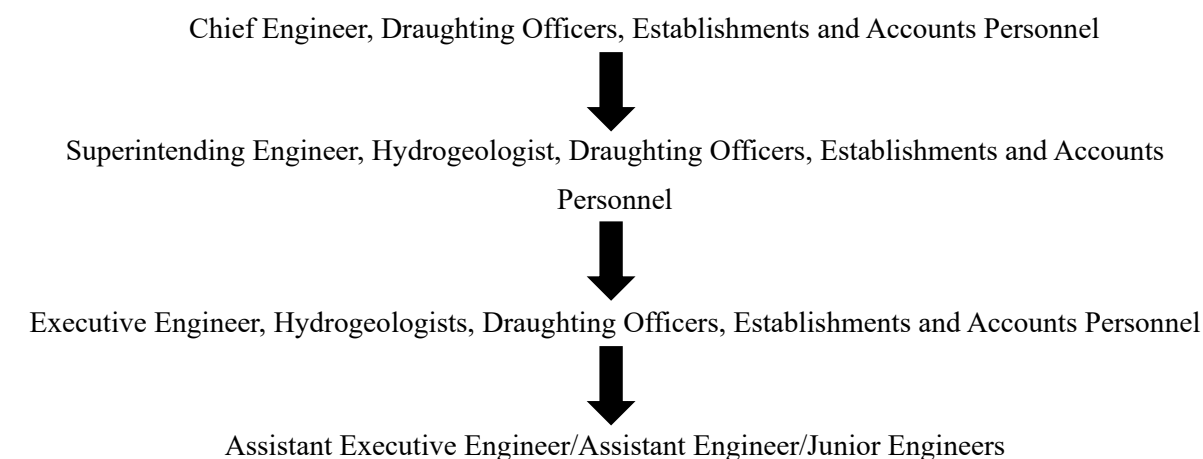 Chief Engineer, Draughting Officers, Establishments and Accounts Personnel
Superintending Engineer, Hydrogeologist, Draughting Officers, Establishments and Accounts
Personnel
Executive Engineer, Hydrogeologists, Draughting Officers, Establishments and Accounts Personnel
Assistant Executive Engineer/Assistant Engineer/Junior Engineers